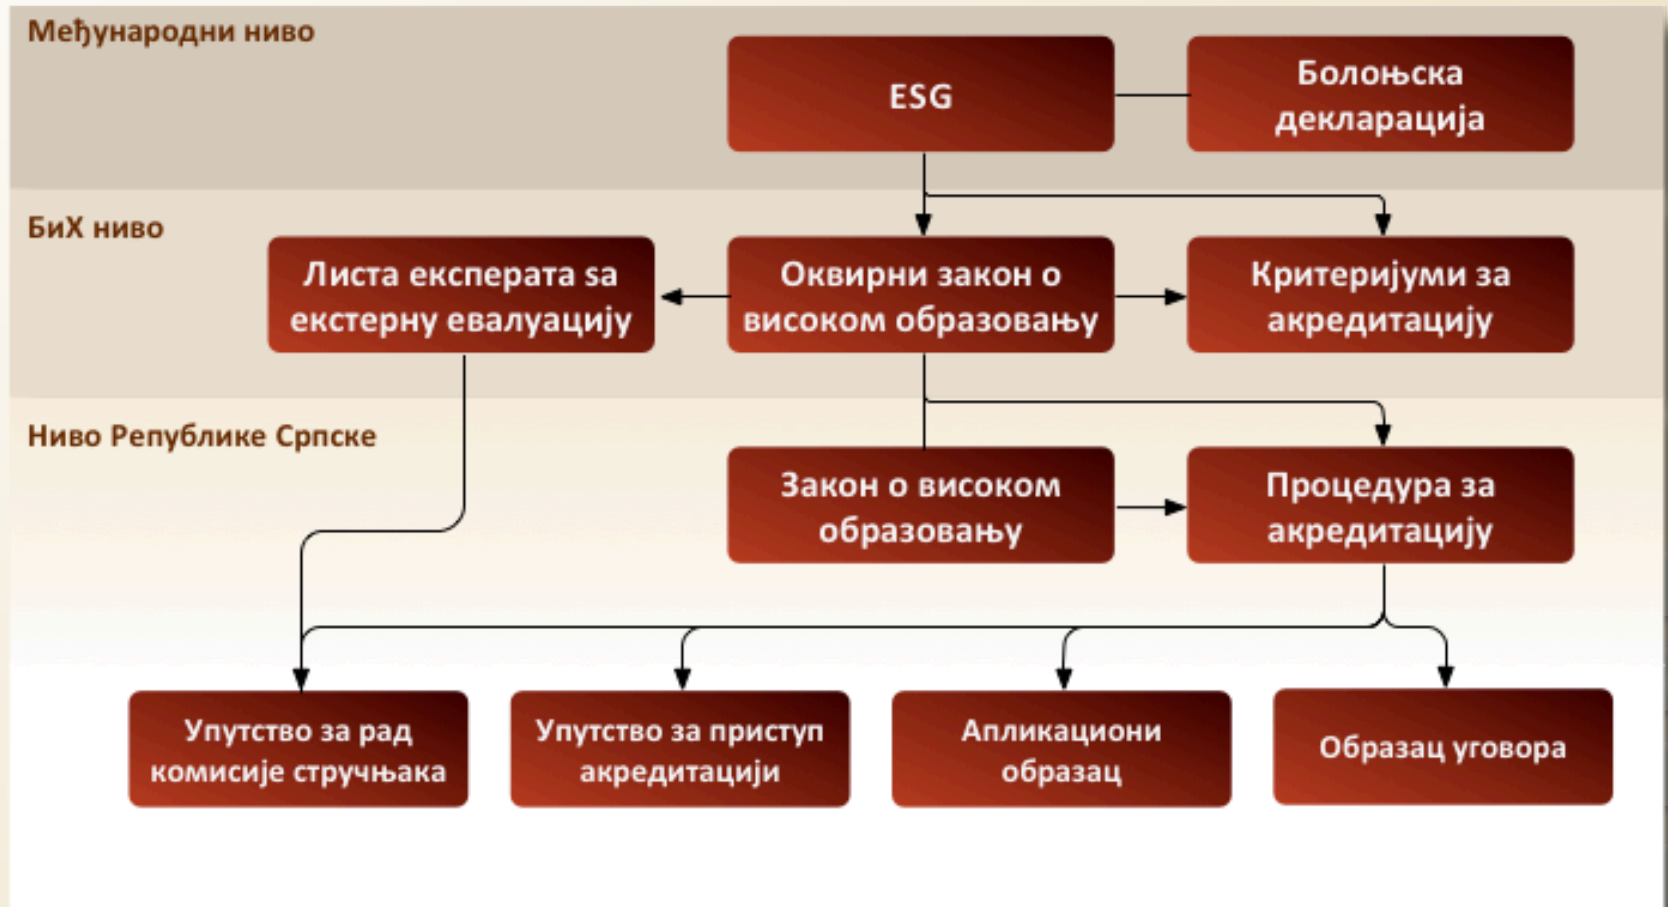 Међународни ниво
ESG
Болоњска
декларација
БиХ ниво
Листа експерата sa
екстерну евалуацију
Оквирни закон о
високом образовању
Критеријуми за
акредитацију
Ниво Републике Српске
Закон о високом
образовању
Процедура за
акредитацију
Упутство за рад
комисије стручњака
Упутство за приступ
акредитацији
Апликациони
образац
Образац уговора